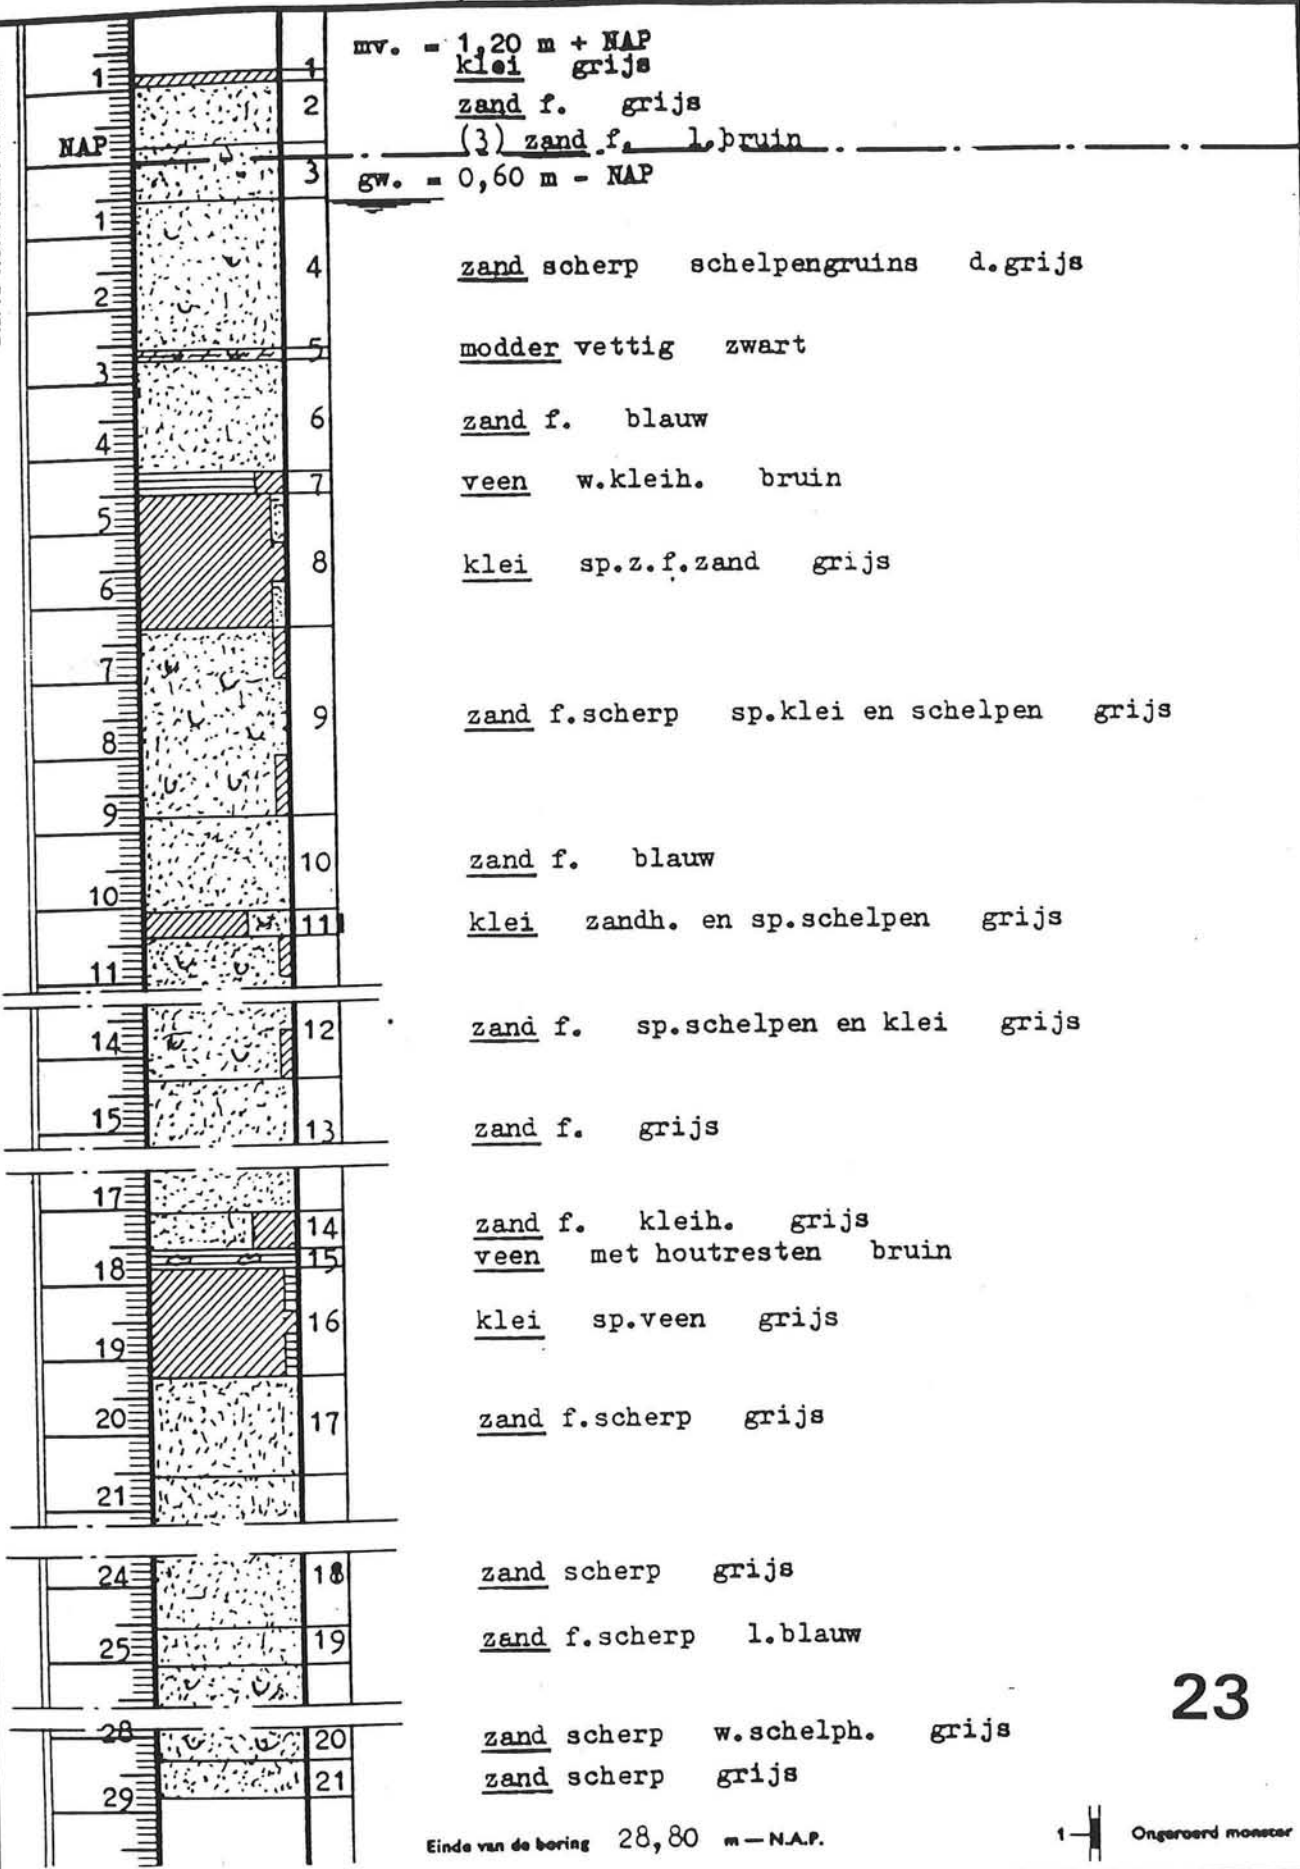 mv. = 1,20 m + NAP
1 1 klei grijs
2 zand f. grijs
NAP (3) zand f. l.bruin
3 gw. = 0,60 m - NAP
1
4 zand scherp schelpengruins d.grijs
2
5 modder vettig zwart
3
6 zand f. blauw
4
7 veen w.kleih. bruin
5
8 klei sp.z.f.zand grijs
6
7
9 zand f.scherp sp.klei en schelpen grijs
8
9
10 zand f. blauw
10
11 klei zandh. en sp.schelpen grijs
11
12 zand f. sp.schelpen en klei grijs
14
15 13 zand f. grijs
17
14 zand f. kleih. grijs
15 veen met houtresten bruin
18
16 klei sp.veen grijs
19
20 17 zand f.scherp grijs
21
24 18 zand scherp grijs
25 19 zand f.scherp l.blauw
23
28 20 zand scherp w.schelph. grijs
21 zand scherp grijs
29
Einde van de boring 28,80 m — N.A.P.
1 Ongeroerd monster